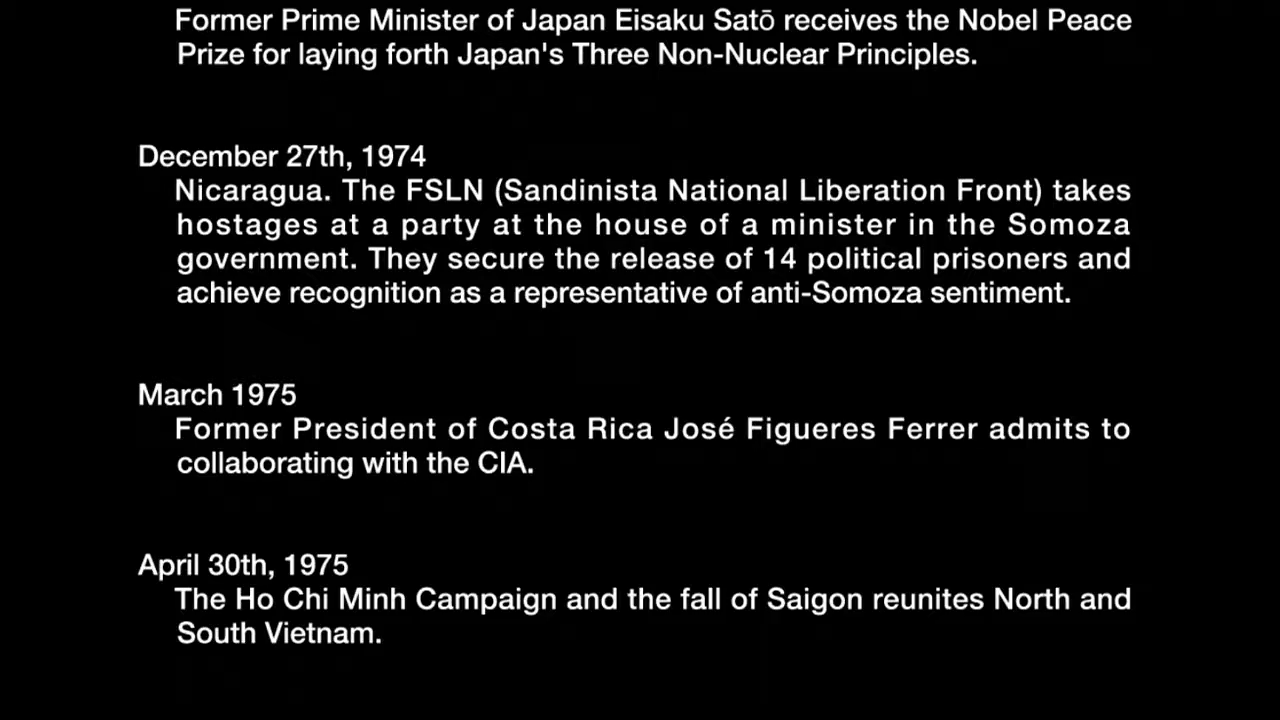 Former Prime Minister of Japan Eisaku Satō receives the Nobel Peace
Prize for laying forth Japan's Three Non-Nuclear Principles.
December 27th, 1974
Nicaragua. The FSLN (Sandinista National Liberation Front) takes
hostages at a party at the house of a minister in the Somoza
government. They secure the release of 14 political prisoners and
achieve recognition as a representative of anti-Somoza sentiment.
March 1975
Former President of Costa Rica José Figueres Ferrer admits to
collaborating with the CIA.
April 30th, 1975
The Ho Chi Minh Campaign and the fall of Saigon reunites North and
South Vietnam.